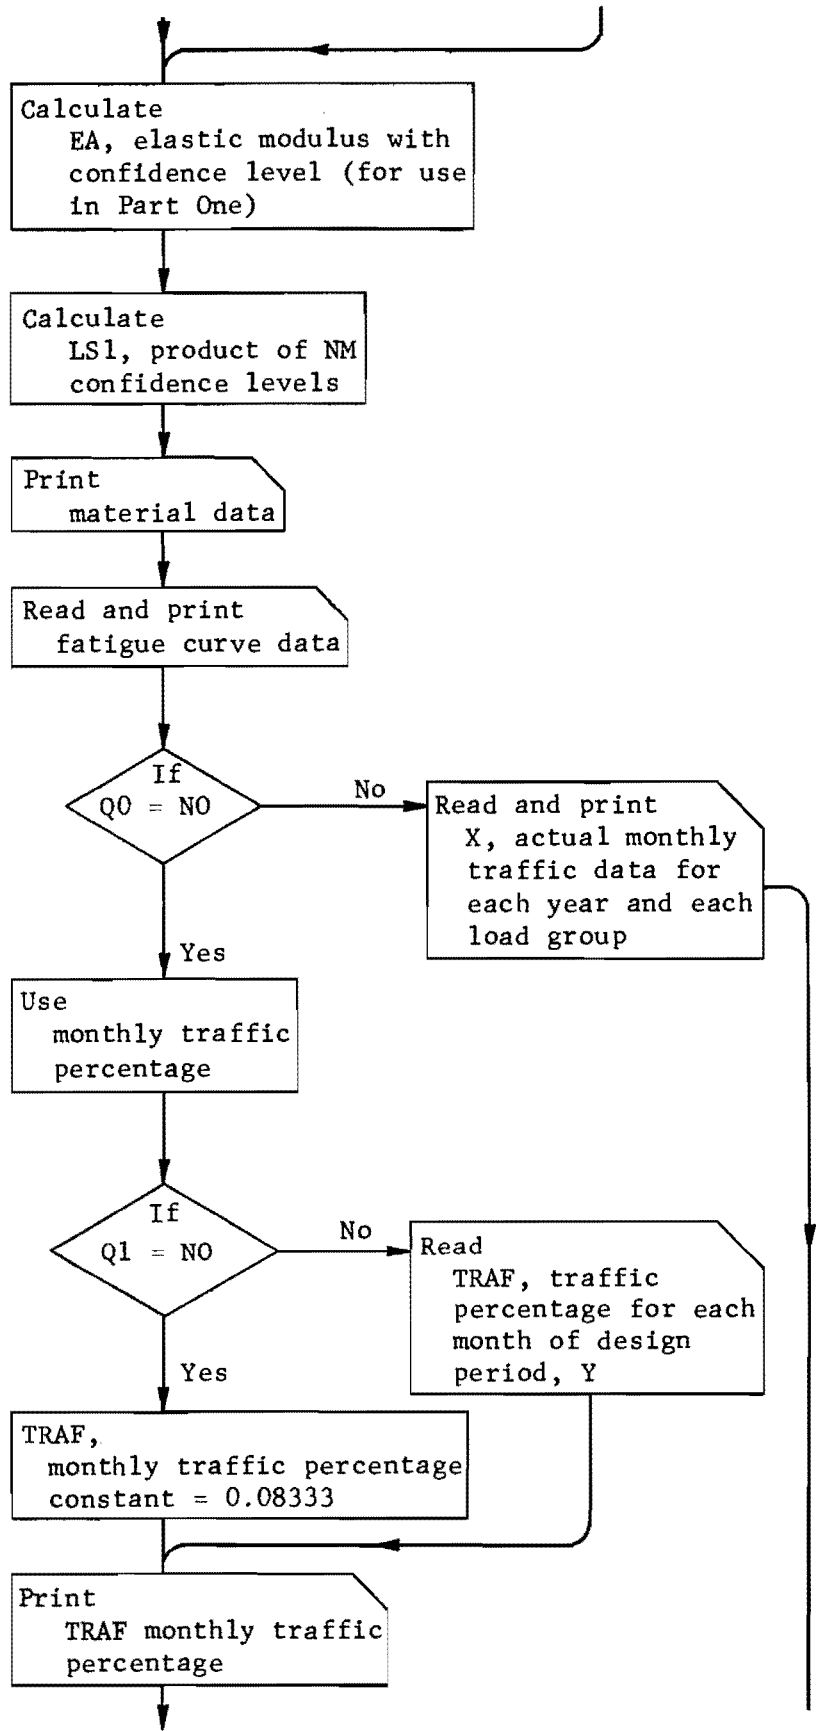 Calculate
EA, elastic modulus with
confidence level (for use
in Part One)
Calculate
LS1, product of NM
confidence levels
Print
material data
Read and print
fatigue curve data
If
Q0 = NO
No
Read and print
X, actual monthly
traffic data for
each year and each
load group
Yes
Use
monthly traffic
percentage
If
Q1 = NO
No
Read
TRAF, traffic
percentage for each
month of design
period, Y
Yes
TRAF,
monthly traffic percentage
constant = 0.08333
Print
TRAF monthly traffic
percentage